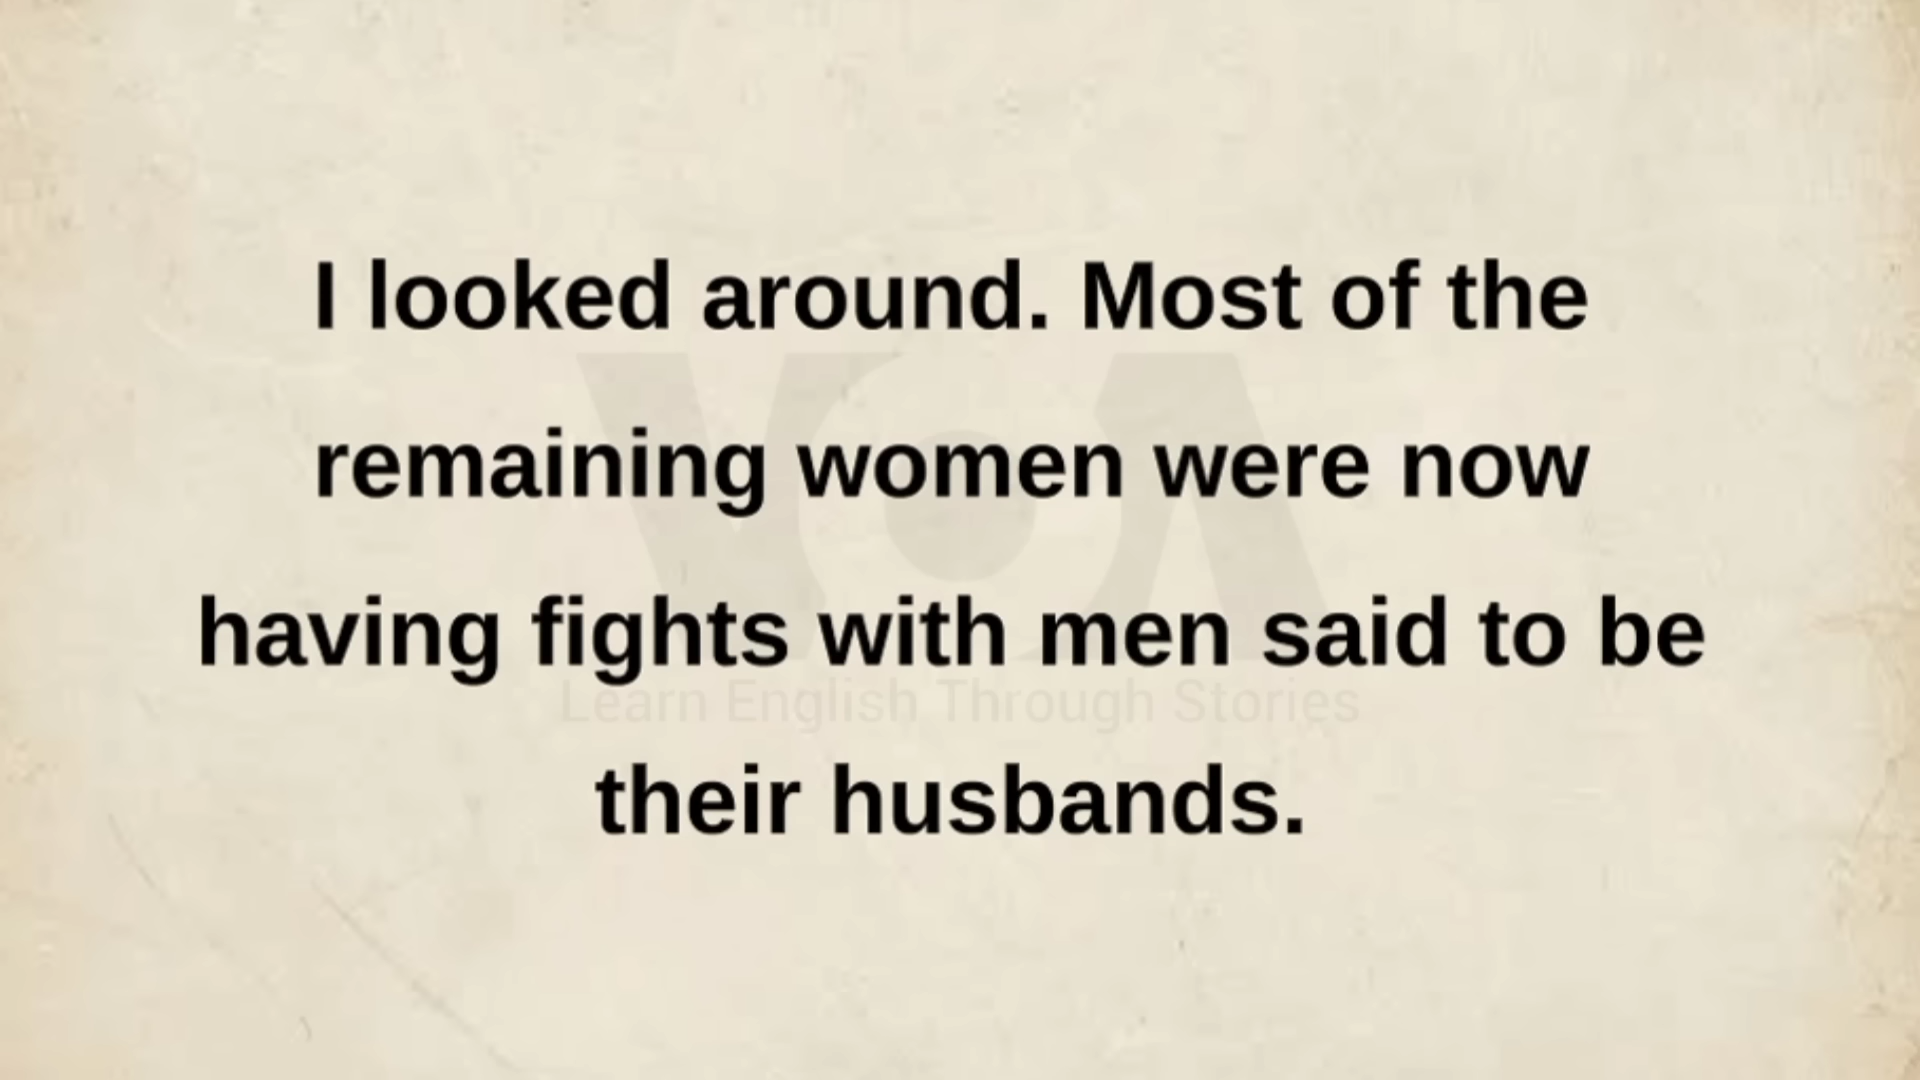 I looked around. Most of the
remaining women were now
having fights with men said to be
their husbands.
VOA
Learn English Through Stories